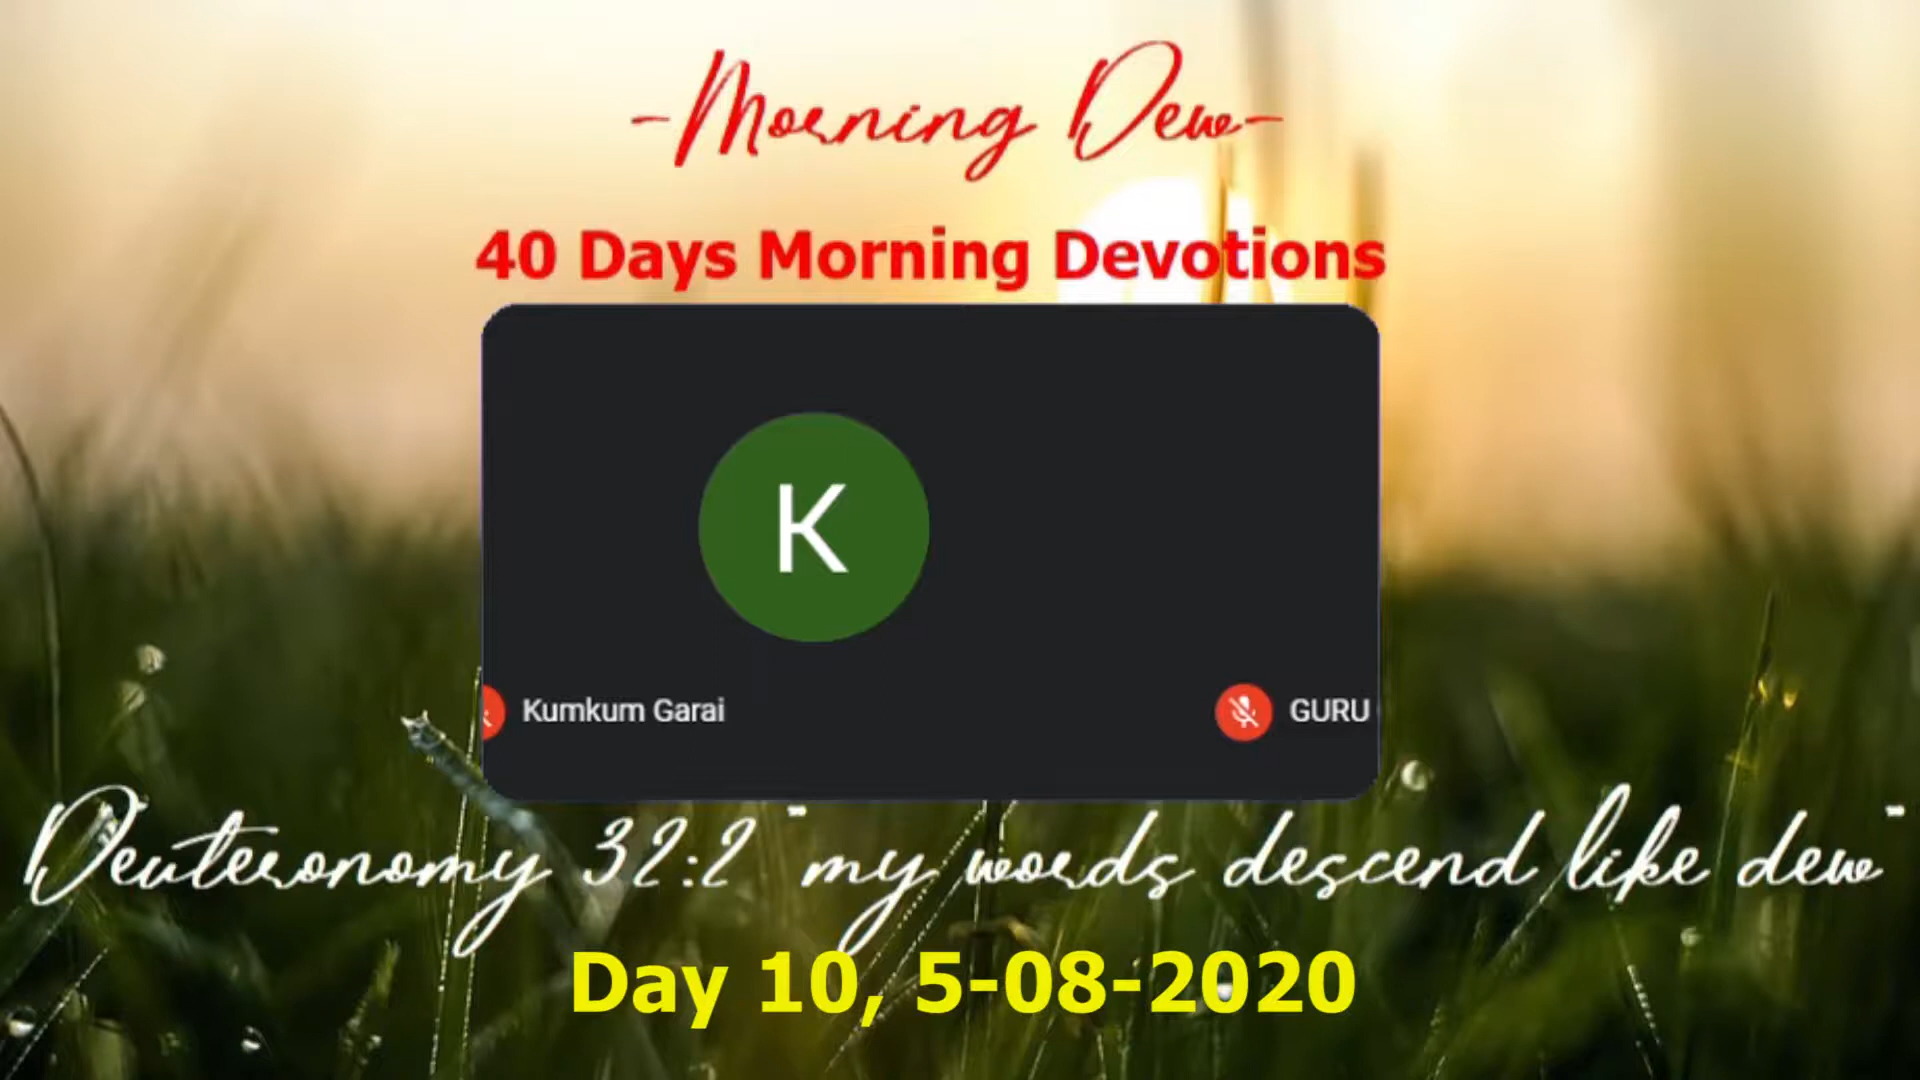 -Morning Dew-
40 Days Morning Devotions
K
Kumkum Garai
GURU
Deuteronomy 32:2 "my words descend like dew"
Day 10, 5-08-2020